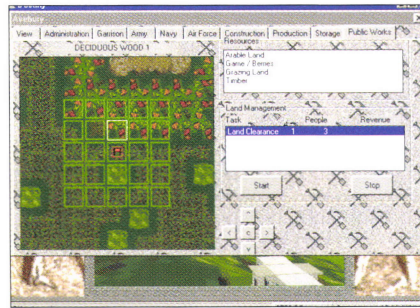 Avebury
View Administration Garrison Army Navy Air Force Construction Production Storage Public Works
DECIDUOUS WOOD 1
Resources
Arable Land
Game / Berries
Grazing Land
Timber
Land Management
Task People Revenue
Land Clearance 1 3
Start Stop
^
< c >
v